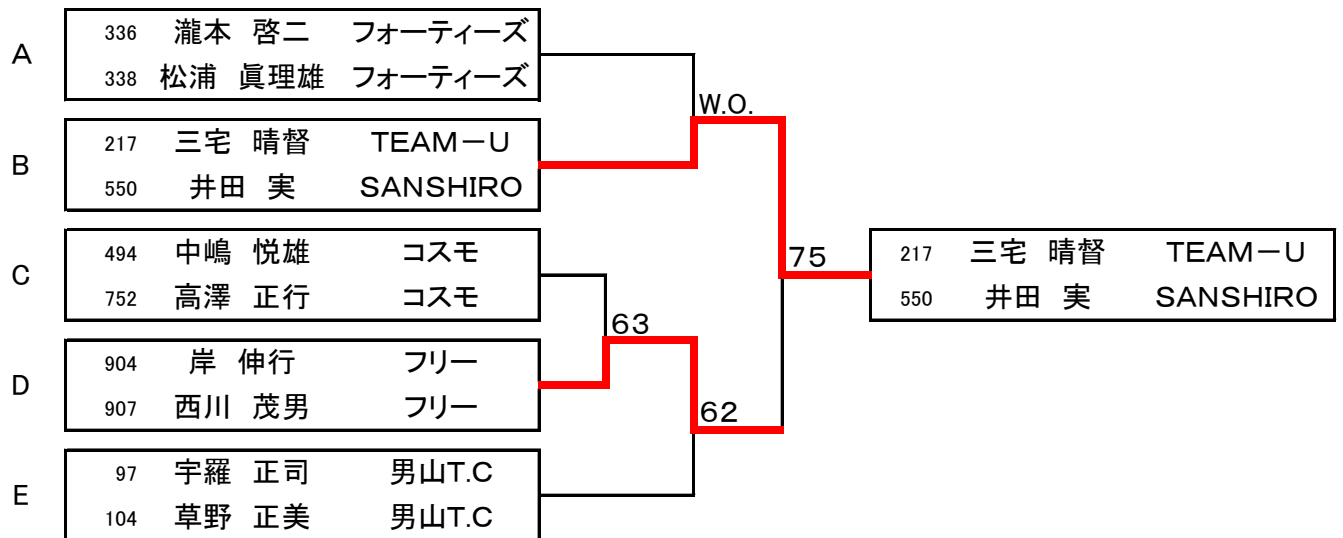 A
336 瀧本 啓二 フォーティーズ
338 松浦 眞理雄 フォーティーズ
W.O.
B
217 三宅 晴督 TEAM－U
550 井田 実 SANSHIRO
C
494 中嶋 悦雄 コスモ
752 高澤 正行 コスモ
75
217 三宅 晴督 TEAM－U
550 井田 実 SANSHIRO
63
D
904 岸 伸行 フリー
907 西川 茂男 フリー
62
E
97 宇羅 正司 男山T.C
104 草野 正美 男山T.C